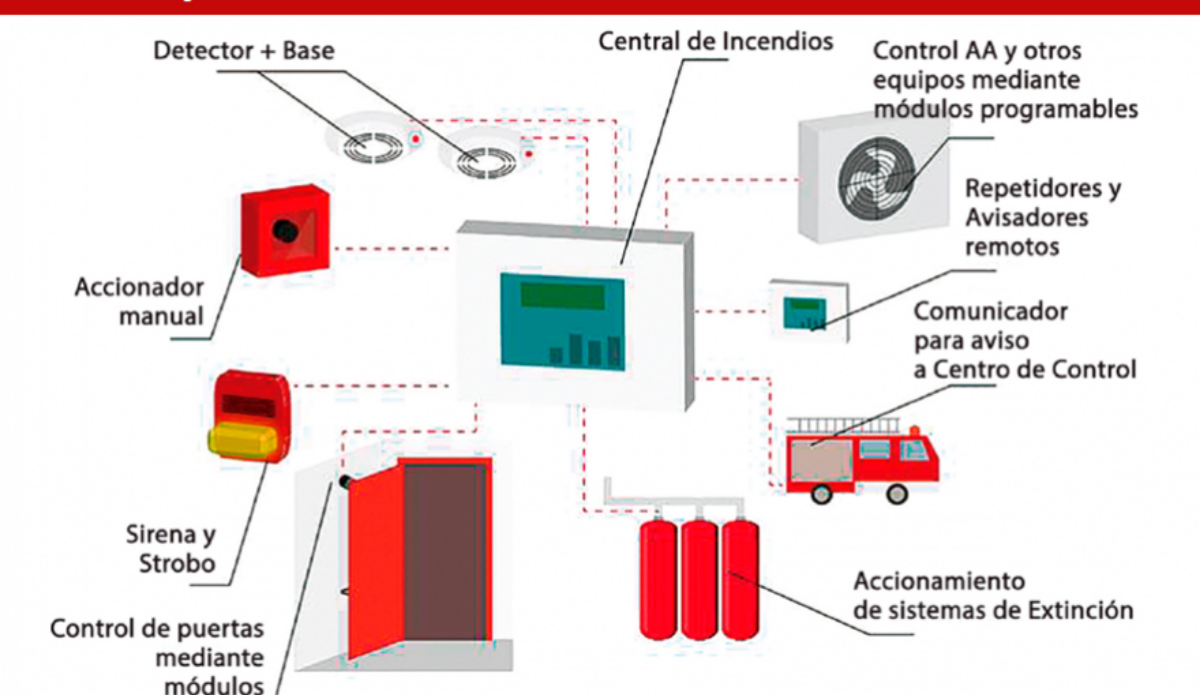 Detector + Base
Central de Incendios
Control AA y otros
equipos mediante
módulos programables
Repetidores y
Avisadores
remotos
Accionador
manual
Comunicador
para aviso
a Centro de Control
Sirena y
Strobo
Accionamiento
de sistemas de Extinción
Control de puertas
mediante
módulos